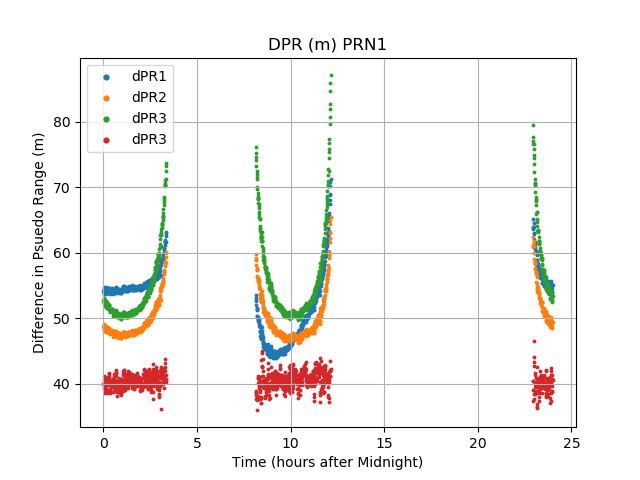 DPR (m) PRN1
dPR1
dPR2
dPR3
dPR3
Difference in Psuedo Range (m)
80
70
60
50
40
0 5 10 15 20 25
Time (hours after Midnight)